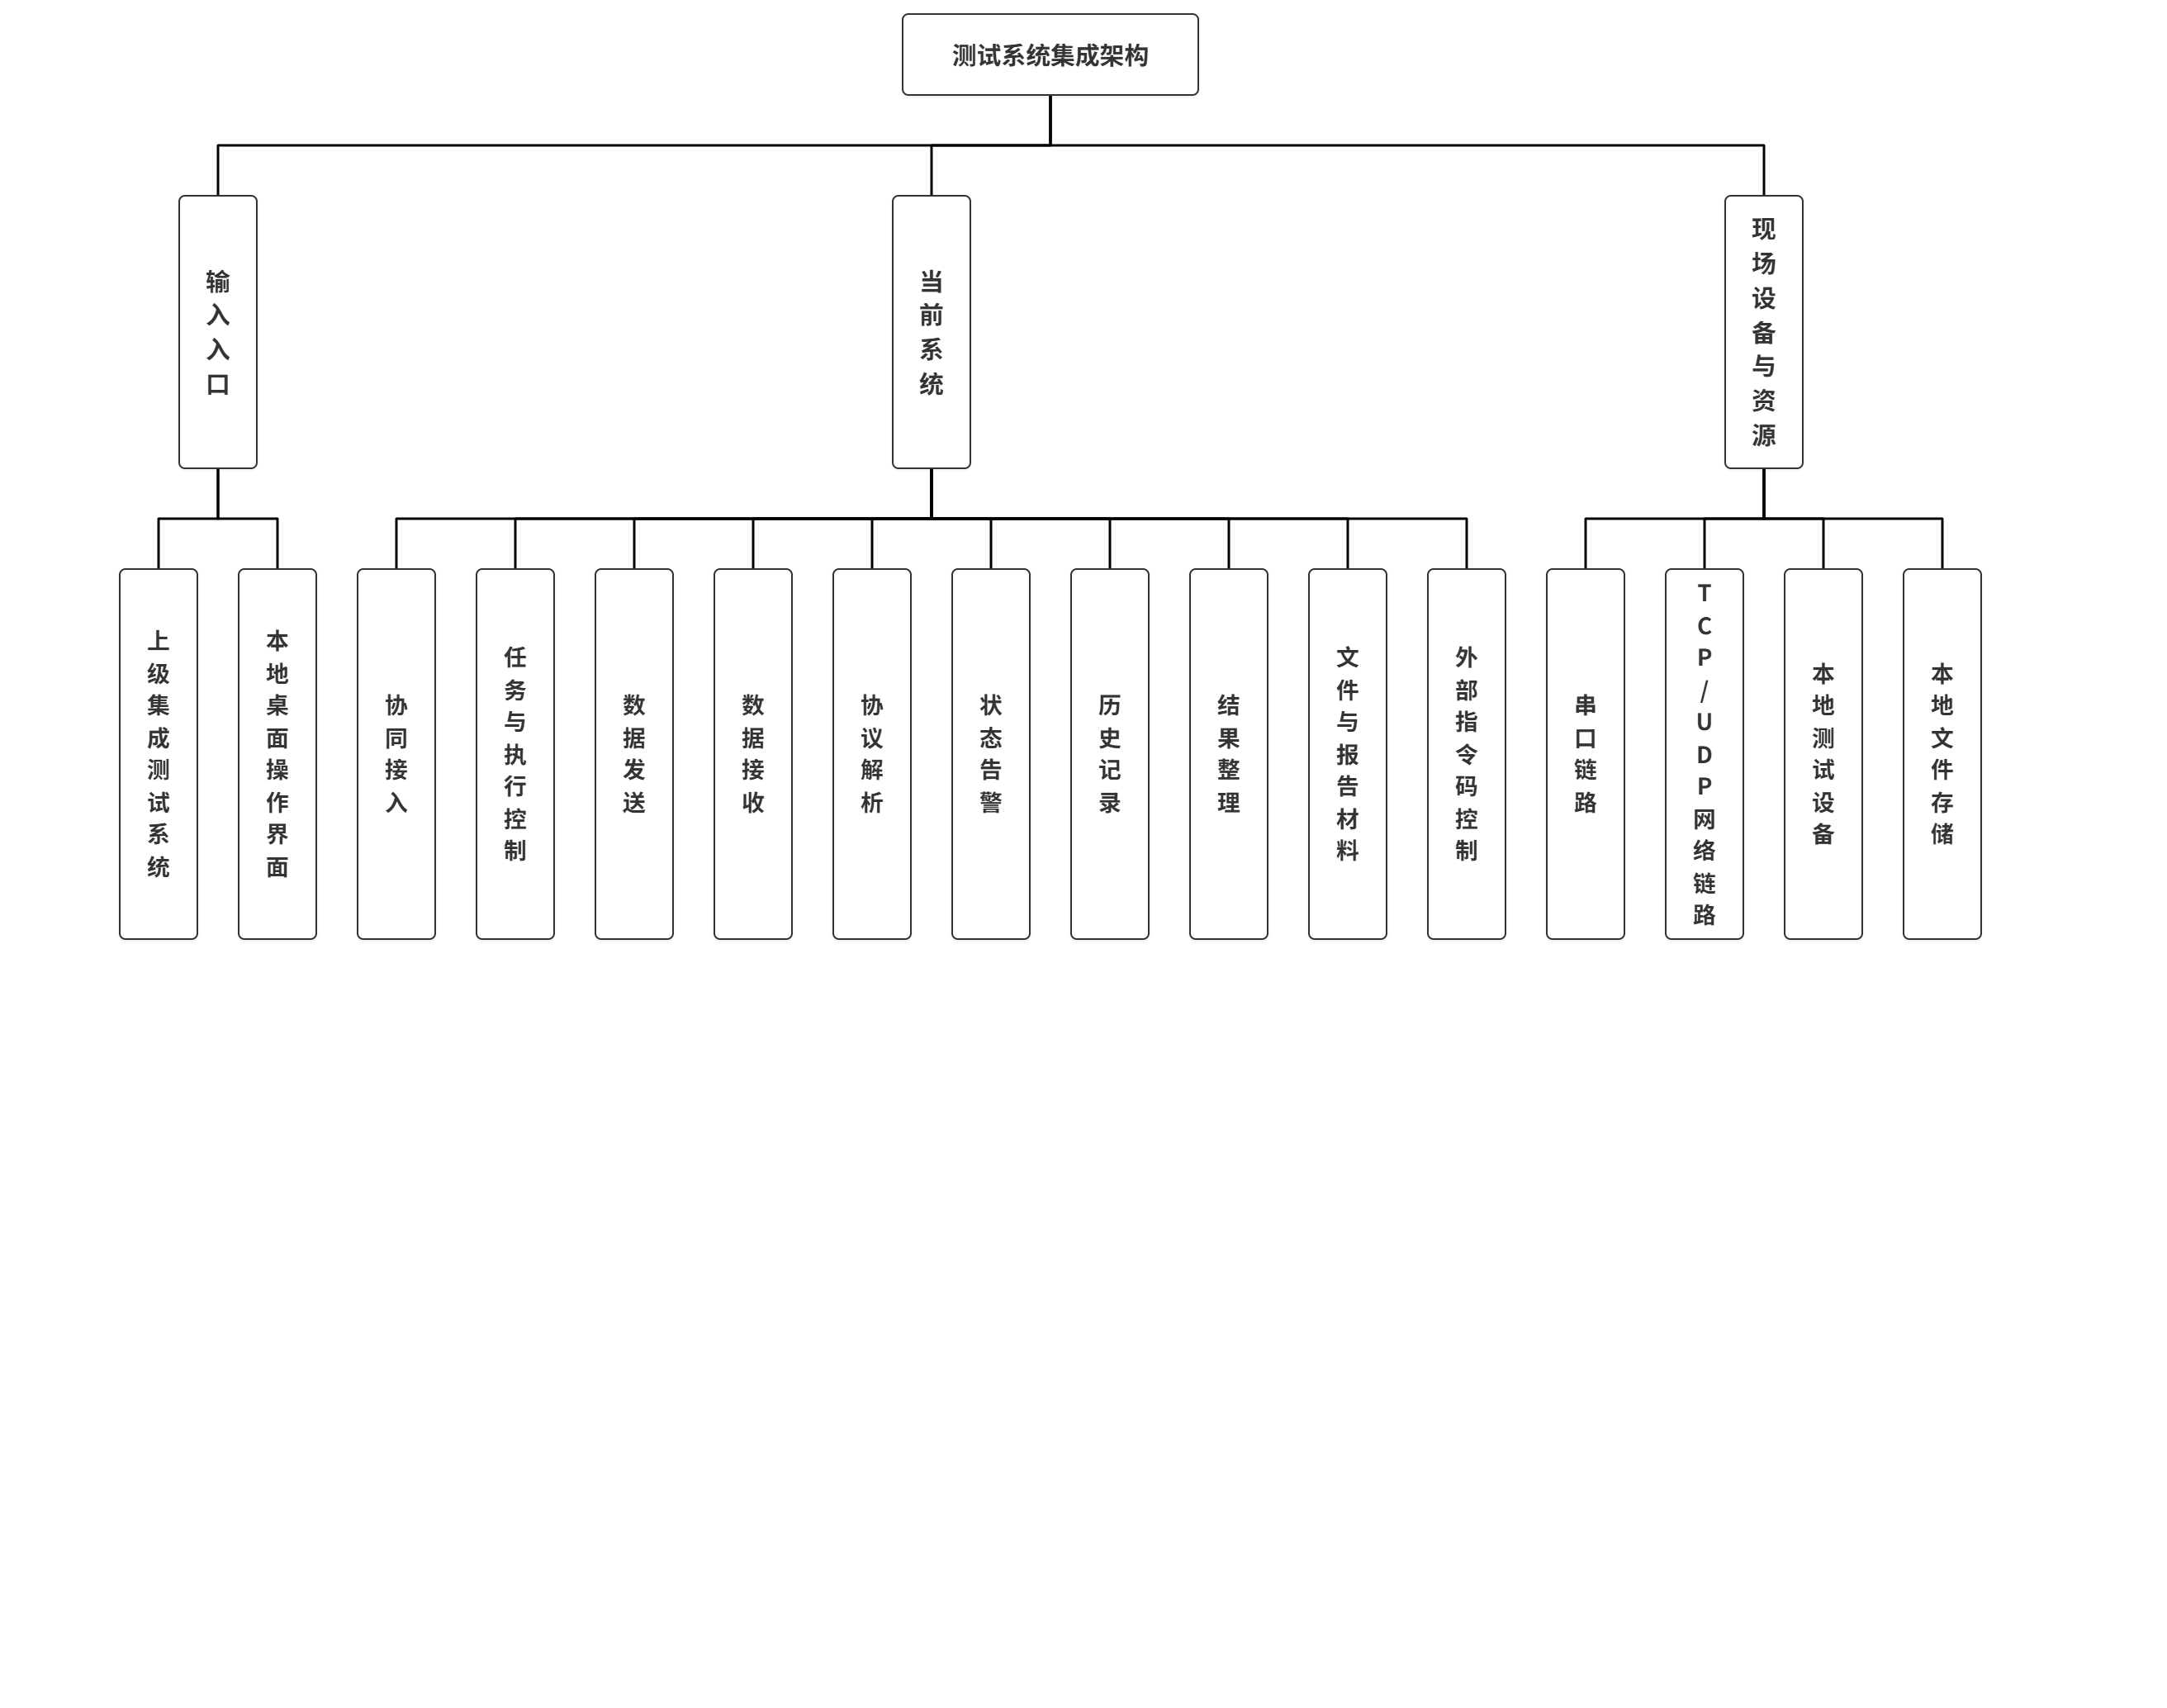 测试系统集成架构
输入入口
当前系统
现场设备与资源
上级集成测试系统
本地桌面操作界面
协同接入
任务与执行控制
数据发送
数据接收
协议解析
状态告警
历史记录
结果整理
文件与报告材料
外部指令码控制
串口链路
TCP/UDP网络链路
本地测试设备
本地文件存储